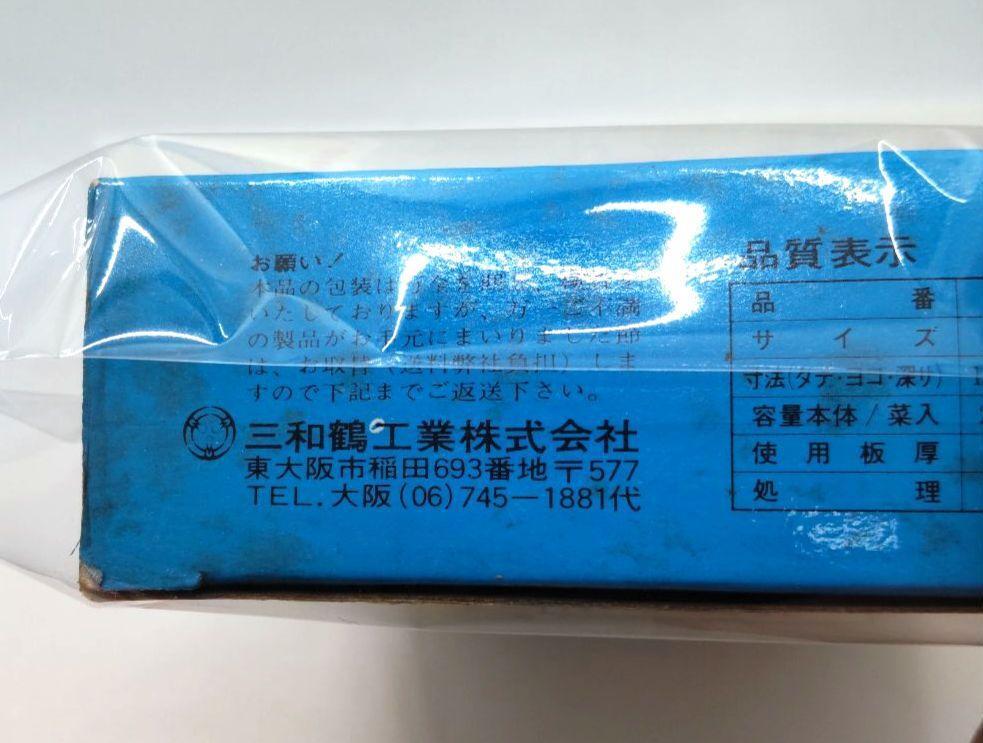 お願い!
本品の包装は
いたしておりますが、万一
の製品がお手元にまいりました節
は、お取替(送料弊社負担)しま
すので下記までご返送下さい。
三和鶴工業株式会社
東大阪市稲田693番地〒577
TEL.大阪(06)745-1881代
品質表示
品番
サイズ
寸法(タテ・ヨコ・深サ)
容量本体/菜入
使用板厚
処理